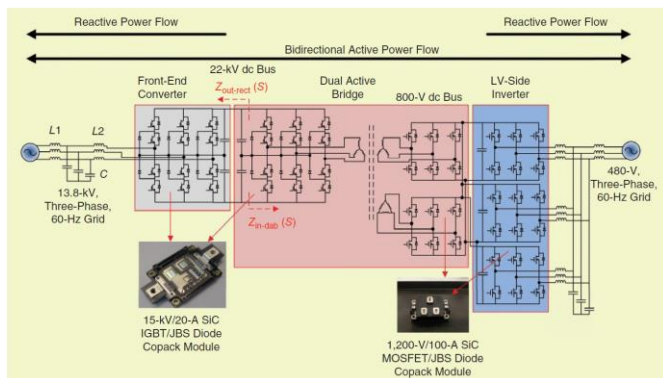 Reactive Power Flow
Reactive Power Flow
Bidirectional Active Power Flow
Front-End
Converter
22-kV dc Bus
Zout-rect (S)
Dual Active
Bridge
800-V dc Bus
LV-Side
Inverter
L1
L2
C
13.8-kV,
Three-Phase,
60-Hz Grid
Zin-dab (S)
480-V,
Three-Phase,
60-Hz Grid
15-kV/20-A SiC
IGBT/JBS Diode
Copack Module
1,200-V/100-A SiC
MOSFET/JBS Diode
Copack Module